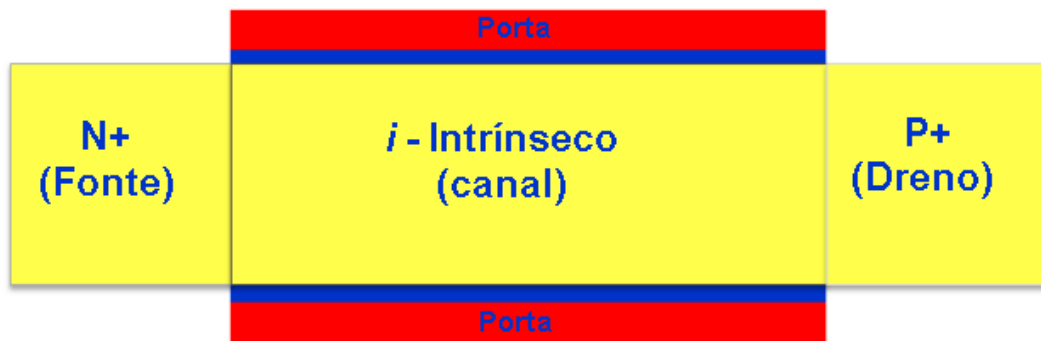 Porta
N+
(Fonte)
i - Intrínseco
(canal)
P+
(Dreno)
Porta